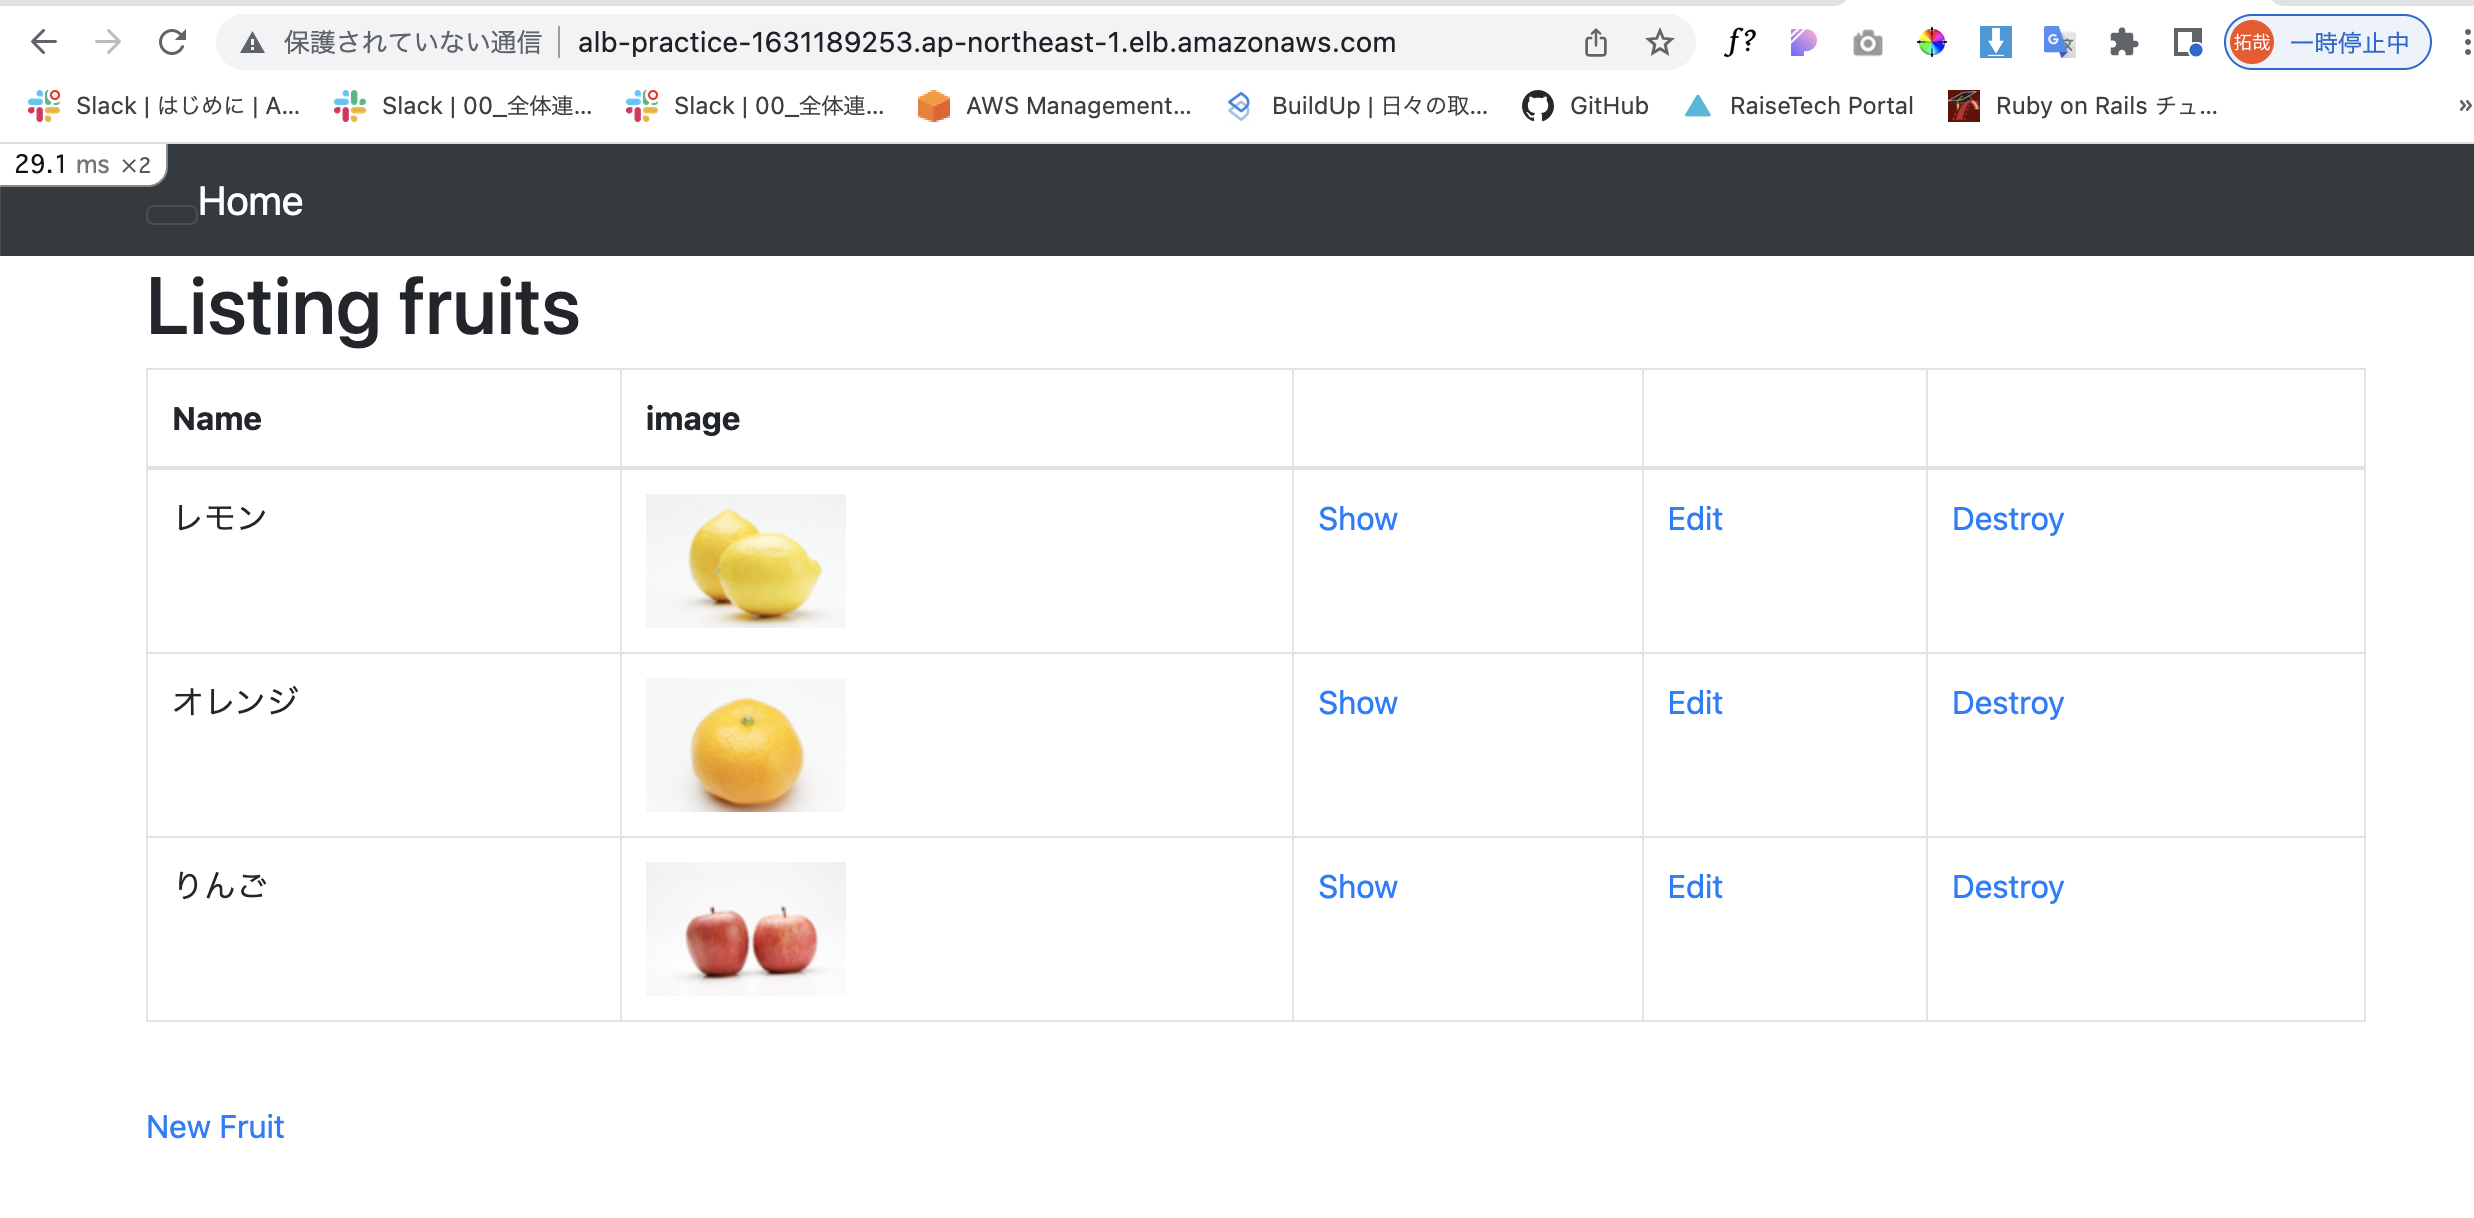 保護されていない通信 alb-practice-1631189253.ap-northeast-1.elb.amazonaws.com f? G 文 拓哉 一時停止中
Slack | はじめに | A... Slack | 00_全体連... Slack | 00_全体連... AWS Management... BuildUp | 日々の取... GitHub RaiseTech Portal Ruby on Rails チュ... »
29.1 ms ×2
Home
Listing fruits
Name image
レモン Show Edit Destroy
オレンジ Show Edit Destroy
りんご Show Edit Destroy
New Fruit